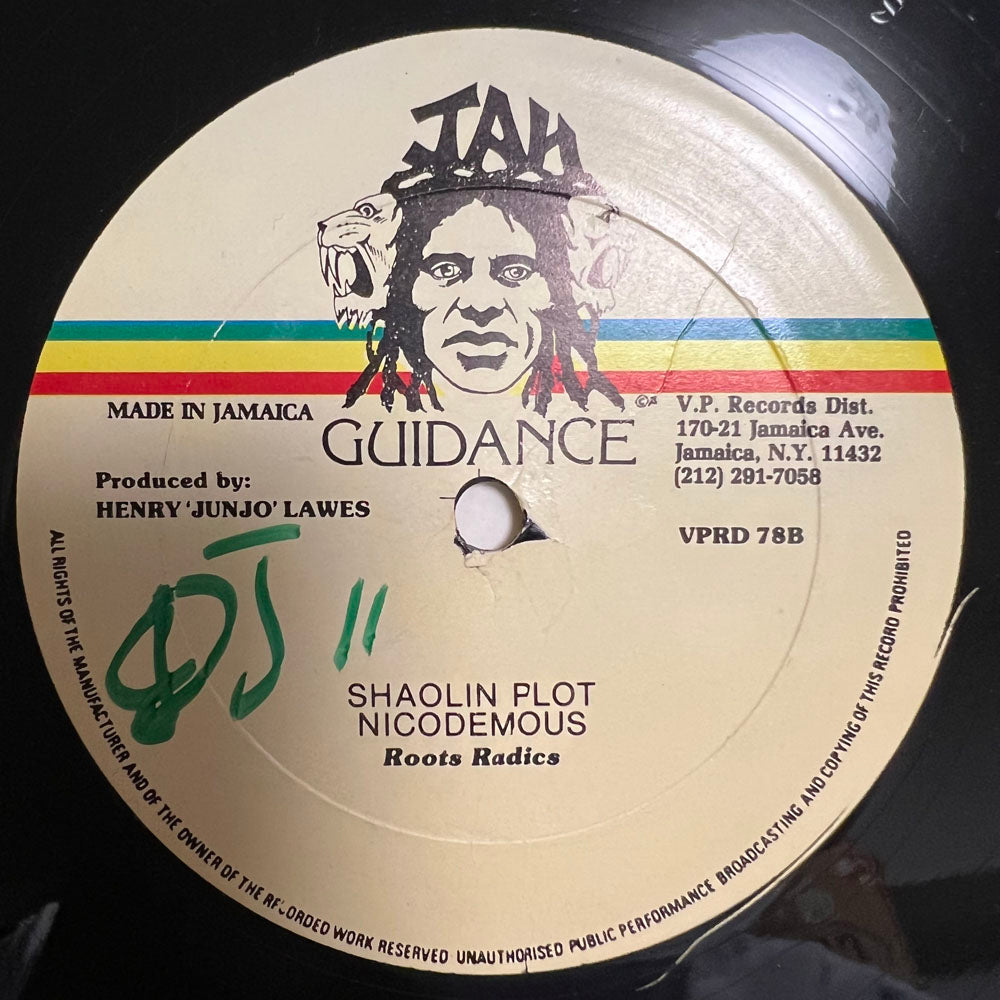 JAH
GUIDANCE
MADE IN JAMAICA
Produced by:
HENRY 'JUNJO' LAWES
V.P. Records Dist.
170-21 Jamaica Ave.
Jamaica, N.Y. 11432
(212) 291-7058
VPRD 78B
DJ "
SHAOLIN PLOT
NICODEMOUS
Roots Radics
ALL RIGHTS OF THE MANUFACTURER AND OF THE OWNER OF THE RECORDED WORK RESERVED UNAUTHORISED PUBLIC PERFORMANCE BROADCASTING AND COPYING OF THIS RECORD PROHIBITED